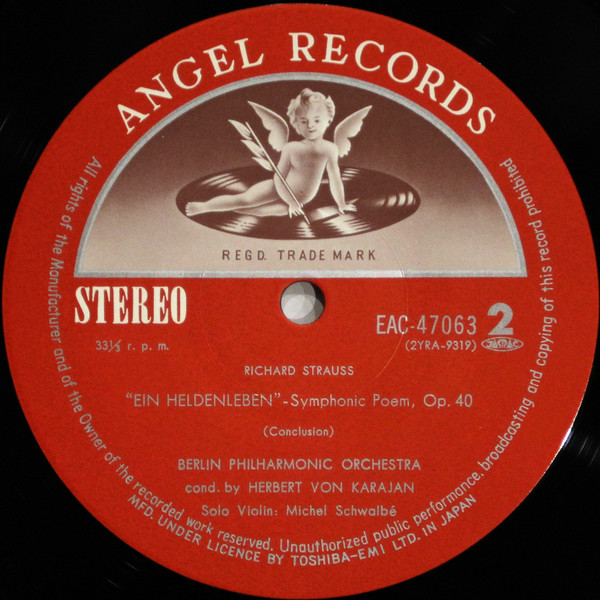 ANGEL RECORDS
REGD. TRADE MARK
STEREO
33⅓ r. p. m.
EAC-47063 2
(2YRA-9319) JASRAC
RICHARD STRAUSS
“EIN HELDENLEBEN”-Symphonic Poem, Op. 40
(Conclusion)
BERLIN PHILHARMONIC ORCHESTRA
cond. by HERBERT VON KARAJAN
Solo Violin: Michel Schwalbé
All rights of the Manufacturer and of the Owner of the recorded work reserved. Unauthorized public performance, broadcasting and copying of this record prohibited
MFD. UNDER LICENCE BY TOSHIBA-EMI LTD. IN JAPAN